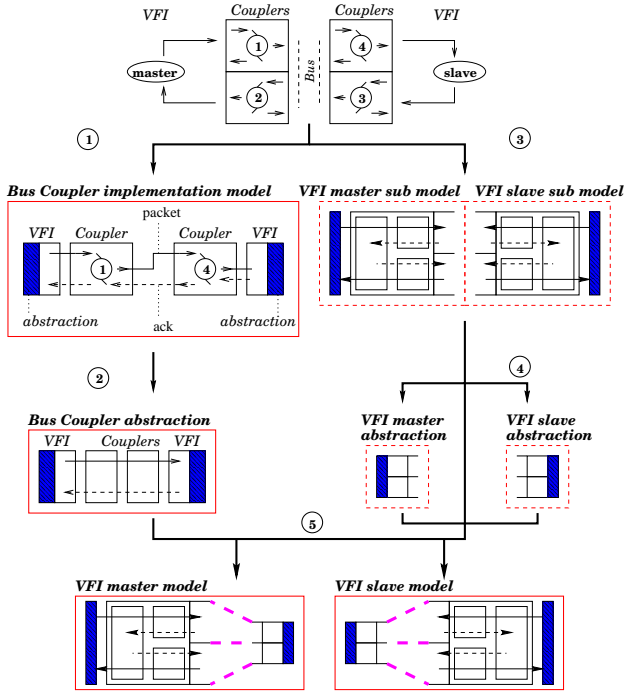 VFI Couplers Couplers VFI
1 4
master Bus slave
2 3
1 3
Bus Coupler implementation model
VFI master sub model VFI slave sub model
packet
VFI Coupler Coupler VFI
1 4
abstraction abstraction
ack
2 4
Bus Coupler abstraction
VFI Couplers VFI
VFI master
abstraction
VFI slave
abstraction
5
VFI master model VFI slave model